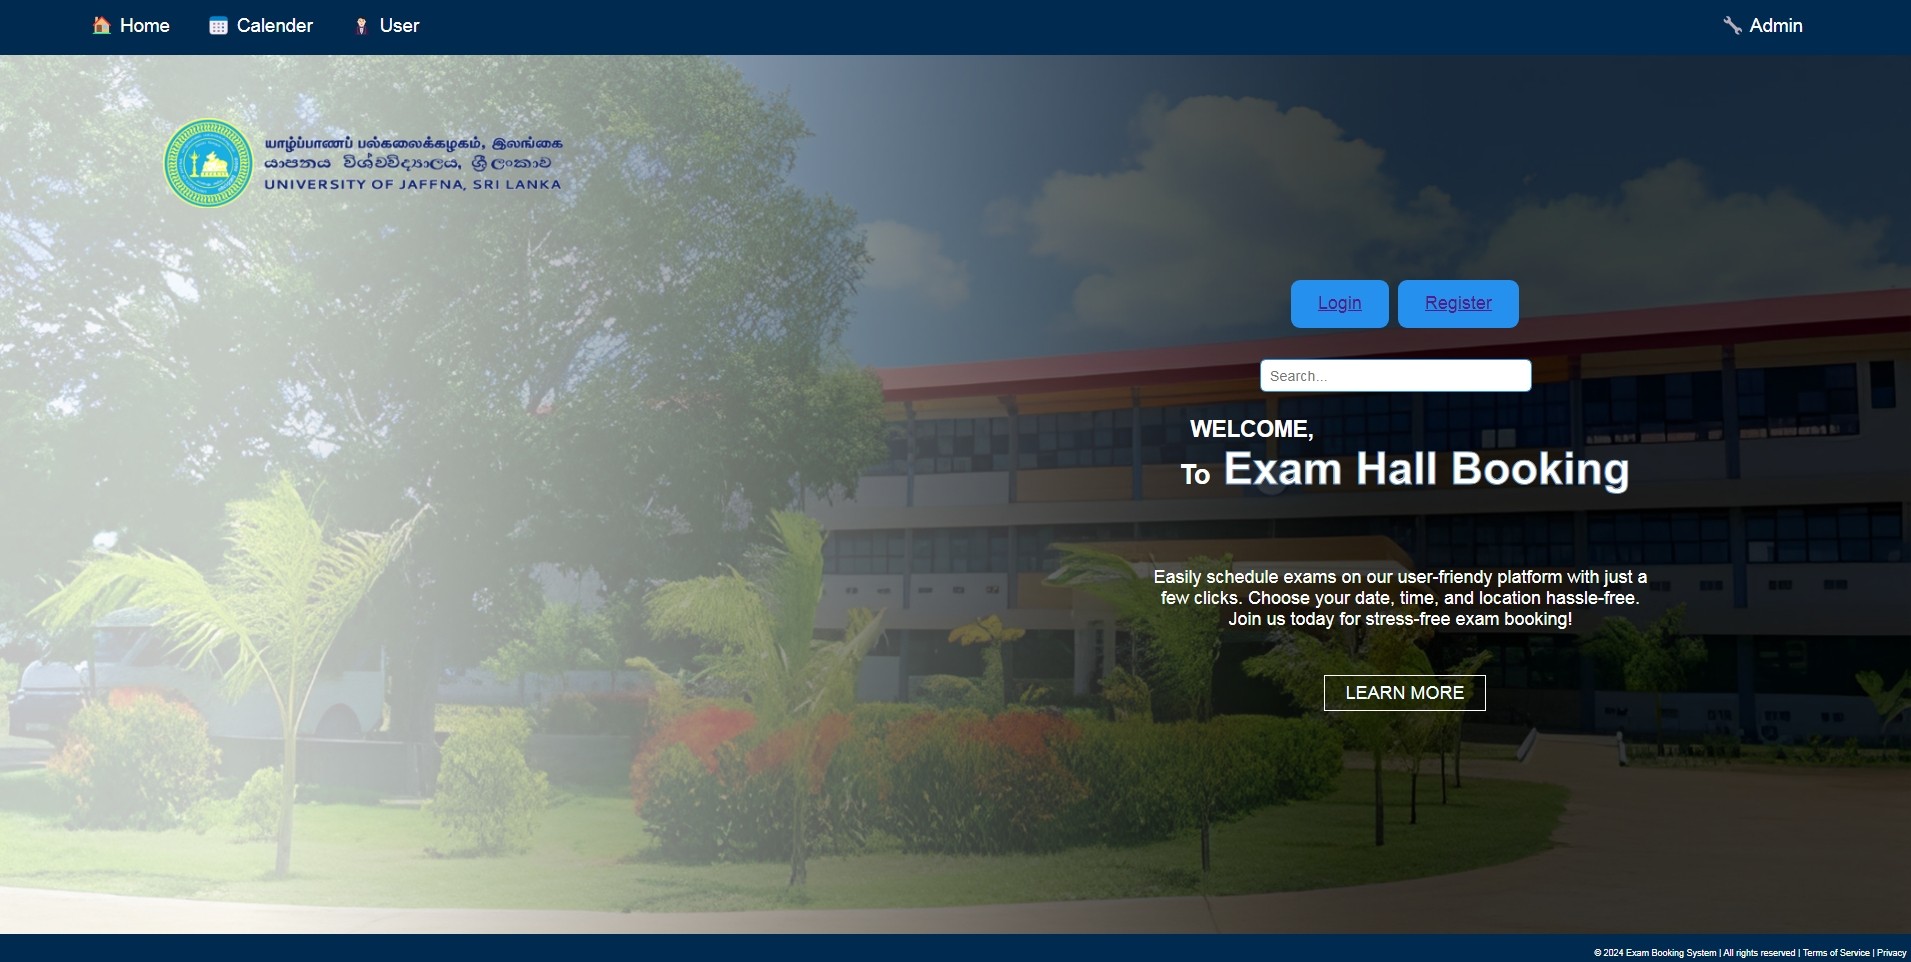 Home
Calender
User
Admin
யாழ்ப்பாணப் பல்கலைக்கழகம், இலங்கை
යාපනය විශ්වවිද්‍යාලය, ශ්‍රී ලංකාව
UNIVERSITY OF JAFFNA, SRI LANKA
Login
Register
Search...
WELCOME,
To Exam Hall Booking
Easily schedule exams on our user-friendly platform with just a
few clicks. Choose your date, time, and location hassle-free.
Join us today for stress-free exam booking!
LEARN MORE
© 2024 Exam Booking System | All rights reserved | Terms of Service | Privacy